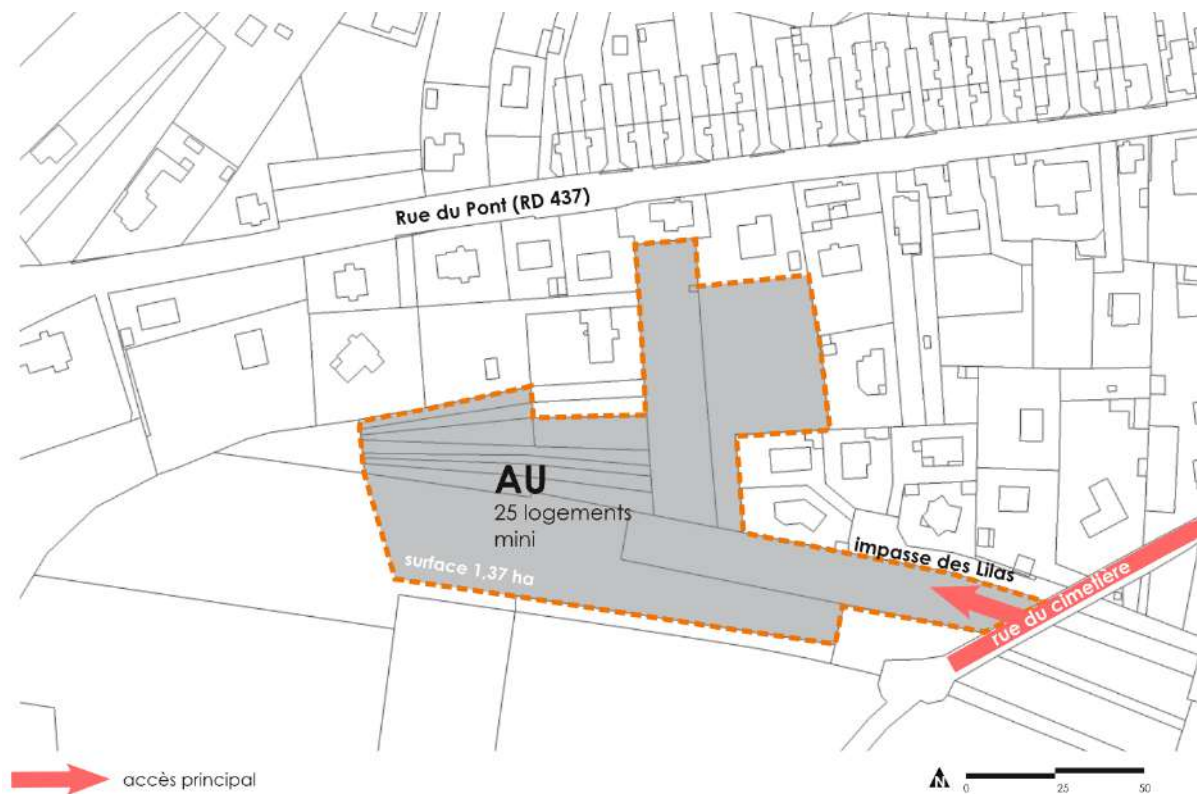 Rue du Pont (RD 437)
AU
25 logements
mini
surface 1,37 ha
impasse des Lilas
rue du cimetière
accès principal
N
0 25 50